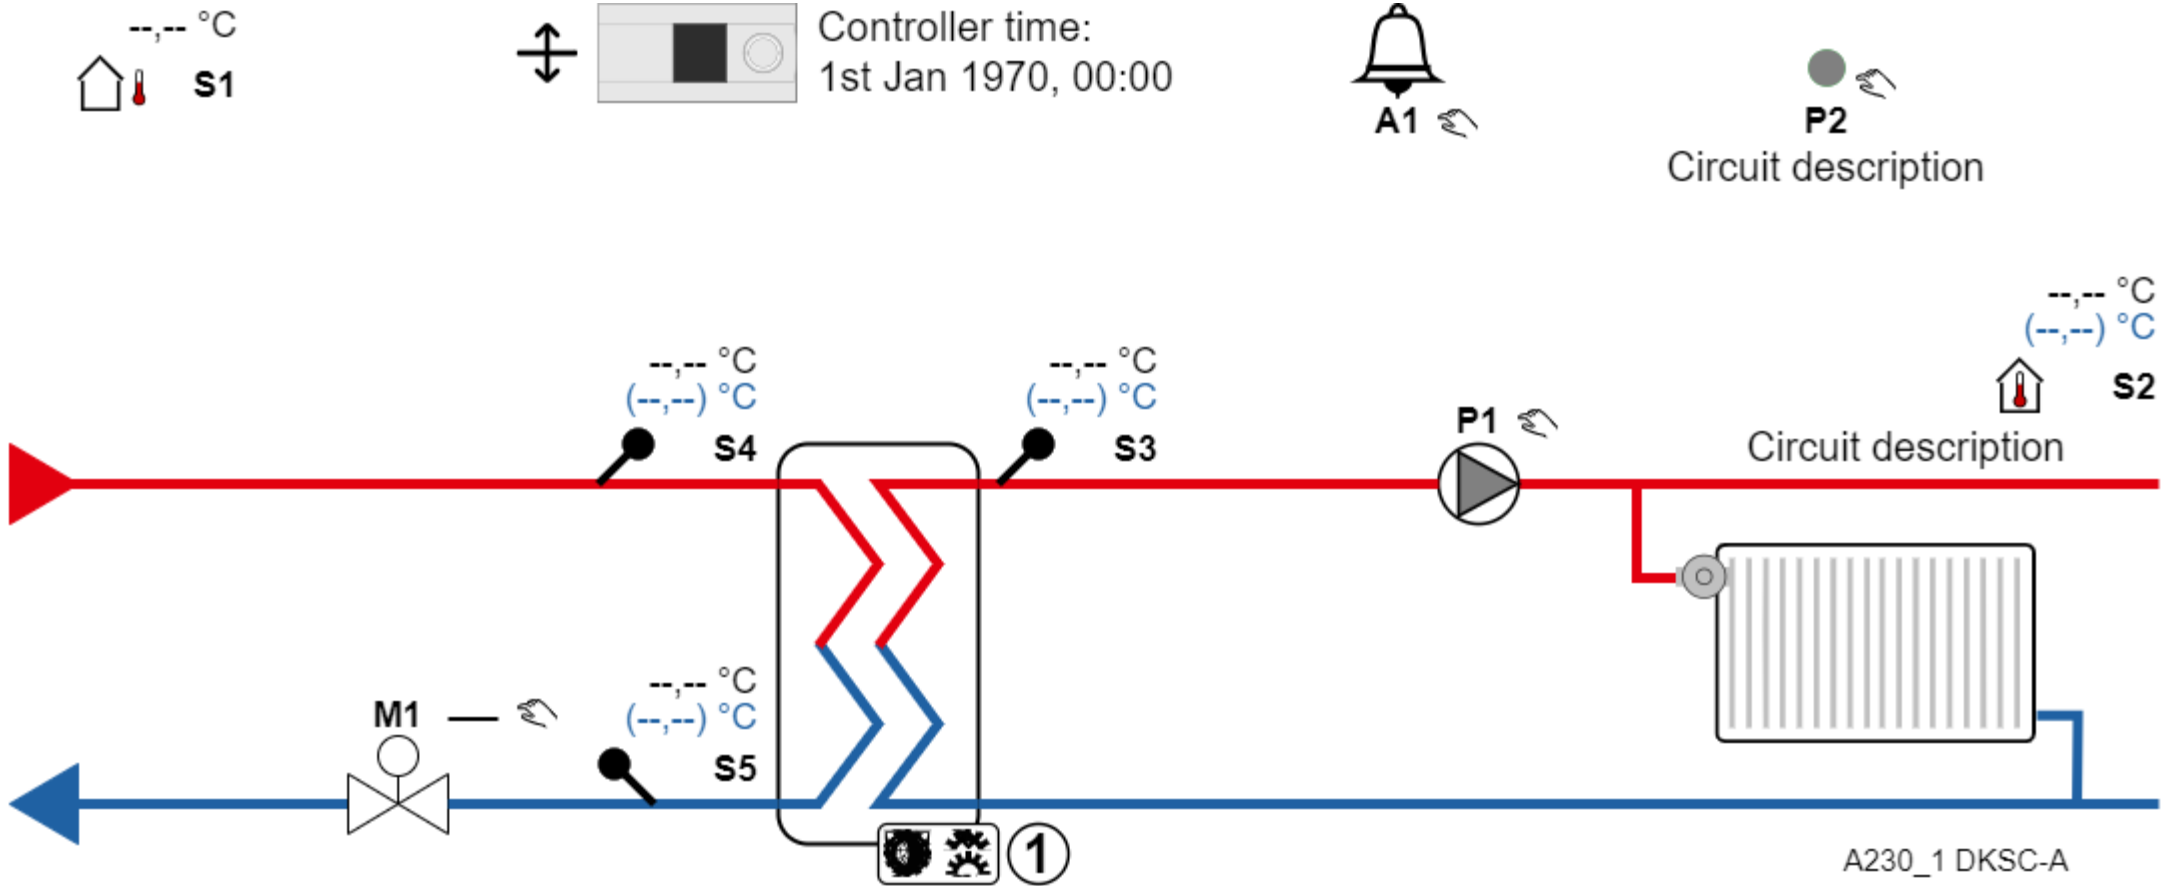 --,-- °C
S1
Controller time:
1st Jan 1970, 00:00
A1
P2
Circuit description
--,-- °C
(--,--) °C
S2
Circuit description
--,-- °C
(--,--) °C
S4
--,-- °C
(--,--) °C
S3
P1
--,-- °C
(--,--) °C
S5
M1
1
A230_1 DKSC-A